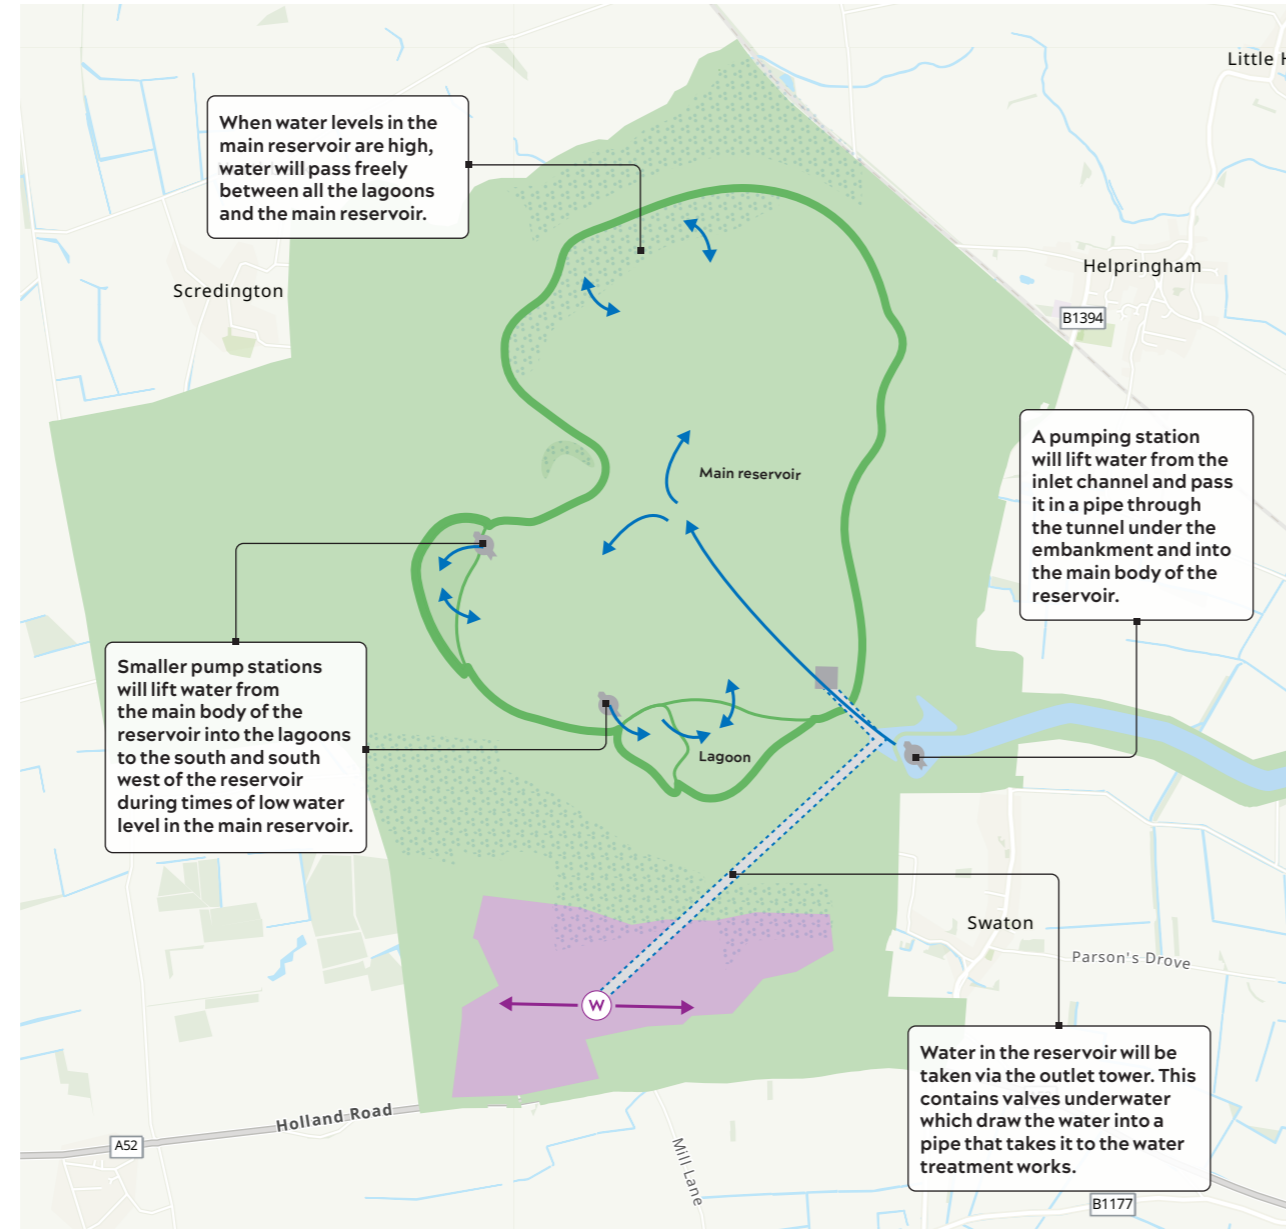 Little
When water levels in the
main reservoir are high,
water will pass freely
between all the lagoons
and the main reservoir.
Scredington
Helpringham
B1394
A pumping station
will lift water from the
inlet channel and pass
it in a pipe through
the tunnel under the
embankment and into
the main body of the
reservoir.
Main reservoir
Smaller pump stations
will lift water from
the main body of the
reservoir into the lagoons
to the south and south
west of the reservoir
during times of low water
level in the main reservoir.
Lagoon
Swaton
Parson's Drove
W
Water in the reservoir will be
taken via the outlet tower. This
contains valves underwater
which draw the water into a
pipe that takes it to the water
treatment works.
Holland Road
A52
Mill Lane
B1177